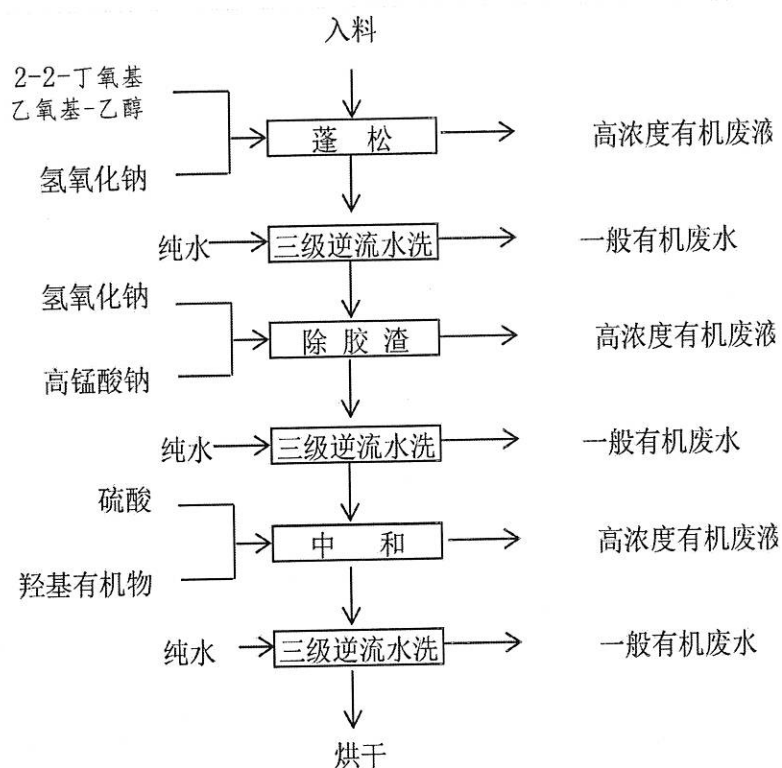 入料
2-2-丁氧基
乙氧基-乙醇
氢氧化钠
蓬 松
高浓度有机废液
纯水
三级逆流水洗
一般有机废水
氢氧化钠
高锰酸钠
除 胶 渣
高浓度有机废液
纯水
三级逆流水洗
一般有机废水
硫酸
羟基有机物
中 和
高浓度有机废液
纯水
三级逆流水洗
一般有机废水
烘干